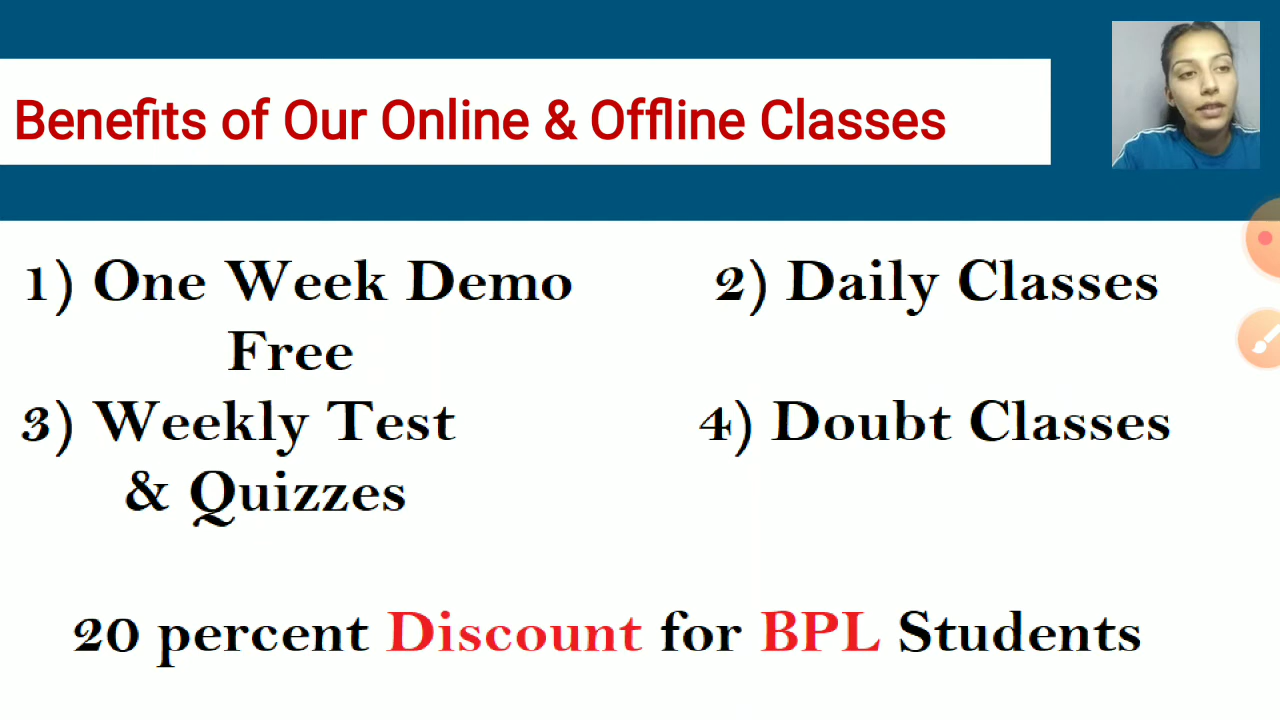 Benefits of Our Online & Offline Classes
1) One Week Demo Free
2) Daily Classes
3) Weekly Test & Quizzes
4) Doubt Classes
20 percent Discount for BPL Students